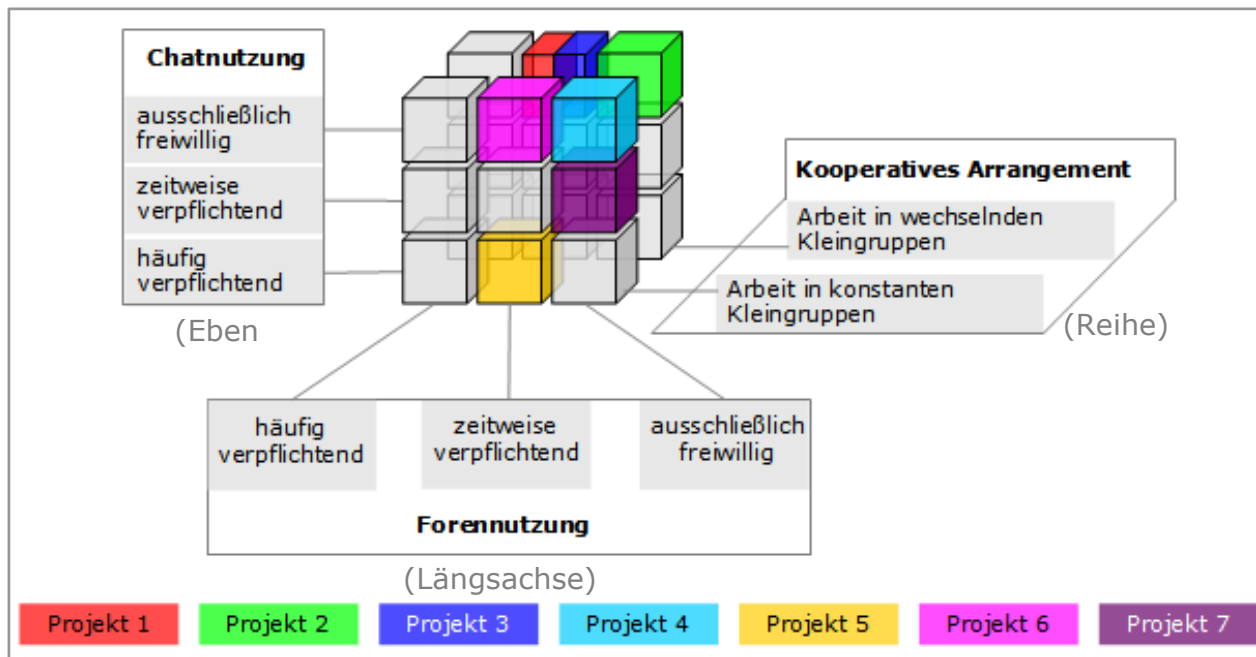 Chatnutzung
ausschließlich
freiwillig
zeitweise
verpflichtend
häufig
verpflichtend
(Eben
Kooperatives Arrangement
Arbeit in wechselnden
Kleingruppen
Arbeit in konstanten
Kleingruppen
(Reihe)
häufig
verpflichtend
zeitweise
verpflichtend
ausschließlich
freiwillig
Forennutzung
(Längsachse)
Projekt 1
Projekt 2
Projekt 3
Projekt 4
Projekt 5
Projekt 6
Projekt 7